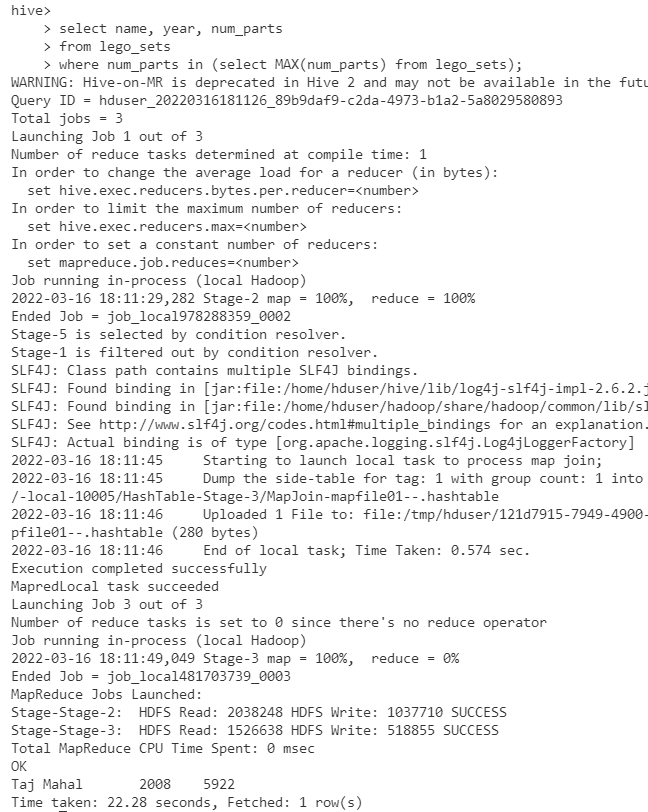 hive>
    > select name, year, num_parts
    > from lego_sets
    > where num_parts in (select MAX(num_parts) from lego_sets);
WARNING: Hive-on-MR is deprecated in Hive 2 and may not be available in the futu
Query ID = hduser_20220316181126_89b9daf9-c2da-4973-b1a2-5a8029580893
Total jobs = 3
Launching Job 1 out of 3
Number of reduce tasks determined at compile time: 1
In order to change the average load for a reducer (in bytes):
  set hive.exec.reducers.bytes.per.reducer=<number>
In order to limit the maximum number of reducers:
  set hive.exec.reducers.max=<number>
In order to set a constant number of reducers:
  set mapreduce.job.reduces=<number>
Job running in-process (local Hadoop)
2022-03-16 18:11:29,282 Stage-2 map = 100%,  reduce = 100%
Ended Job = job_local978288359_0002
Stage-5 is selected by condition resolver.
Stage-1 is filtered out by condition resolver.
SLF4J: Class path contains multiple SLF4J bindings.
SLF4J: Found binding in [jar:file:/home/hduser/hive/lib/log4j-slf4j-impl-2.6.2.j
SLF4J: Found binding in [jar:file:/home/hduser/hadoop/share/hadoop/common/lib/sl
SLF4J: See http://www.slf4j.org/codes.html#multiple_bindings for an explanation.
SLF4J: Actual binding is of type [org.apache.logging.slf4j.Log4jLoggerFactory]
2022-03-16 18:11:45     Starting to launch local task to process map join;
2022-03-16 18:11:45     Dump the side-table for tag: 1 with group count: 1 into
/-local-10005/HashTable-Stage-3/MapJoin-mapfile01--.hashtable
2022-03-16 18:11:46     Uploaded 1 File to: file:/tmp/hduser/121d7915-7949-4900-
pfile01--.hashtable (280 bytes)
2022-03-16 18:11:46     End of local task; Time Taken: 0.574 sec.
Execution completed successfully
MapredLocal task succeeded
Launching Job 3 out of 3
Number of reduce tasks is set to 0 since there's no reduce operator
Job running in-process (local Hadoop)
2022-03-16 18:11:49,049 Stage-3 map = 100%,  reduce = 0%
Ended Job = job_local481703739_0003
MapReduce Jobs Launched:
Stage-Stage-2:  HDFS Read: 2038248 HDFS Write: 1037710 SUCCESS
Stage-Stage-3:  HDFS Read: 1526638 HDFS Write: 518855 SUCCESS
Total MapReduce CPU Time Spent: 0 msec
OK
Taj Mahal       2008    5922
Time taken: 22.28 seconds, Fetched: 1 row(s)